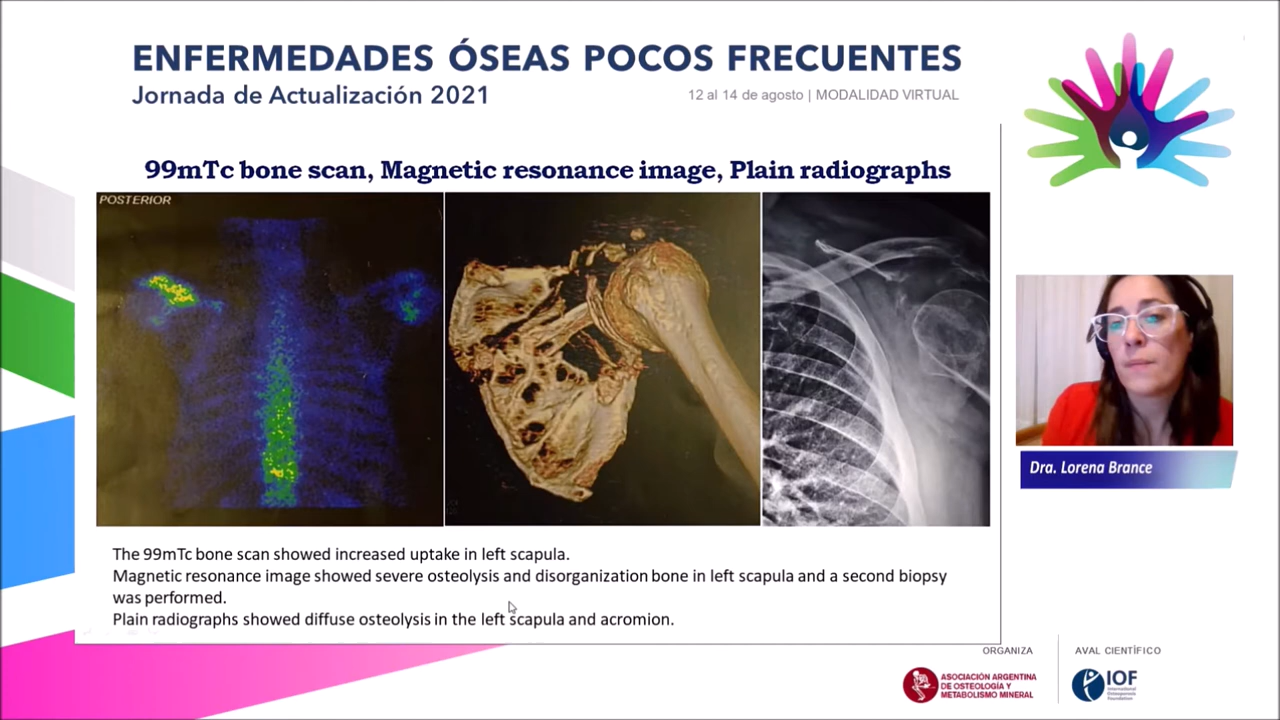 ENFERMEDADES ÓSEAS POCOS FRECUENTES
Jornada de Actualización 2021
12 al 14 de agosto | MODALIDAD VIRTUAL
99mTc bone scan, Magnetic resonance image, Plain radiographs
POSTERIOR
Dra. Lorena Brance
The 99mTc bone scan showed increased uptake in left scapula.
Magnetic resonance image showed severe osteolysis and disorganization bone in left scapula and a second biopsy
was performed.
Plain radiographs showed diffuse osteolysis in the left scapula and acromion.
ORGANIZA
AVAL CIENTÍFICO
ASOCIACIÓN ARGENTINA
DE OSTEOLOGÍA Y
METABOLISMO MINERAL
IOF
International
Osteoporosis
Foundation